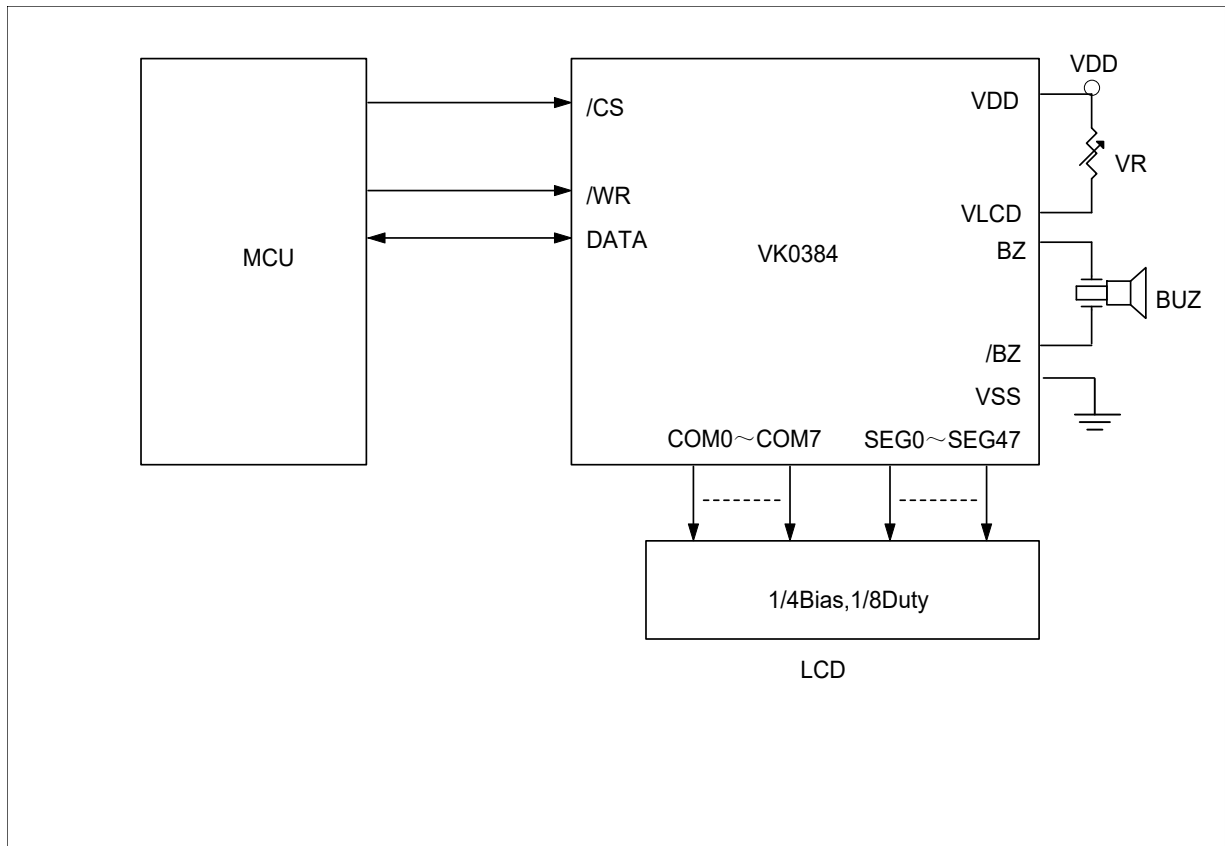 VDD
/CS
VDD
VR
/WR
VLCD
DATA
BZ
MCU
VK0384
BUZ
/BZ
VSS
COM0～COM7
SEG0～SEG47
1/4Bias,1/8Duty
LCD